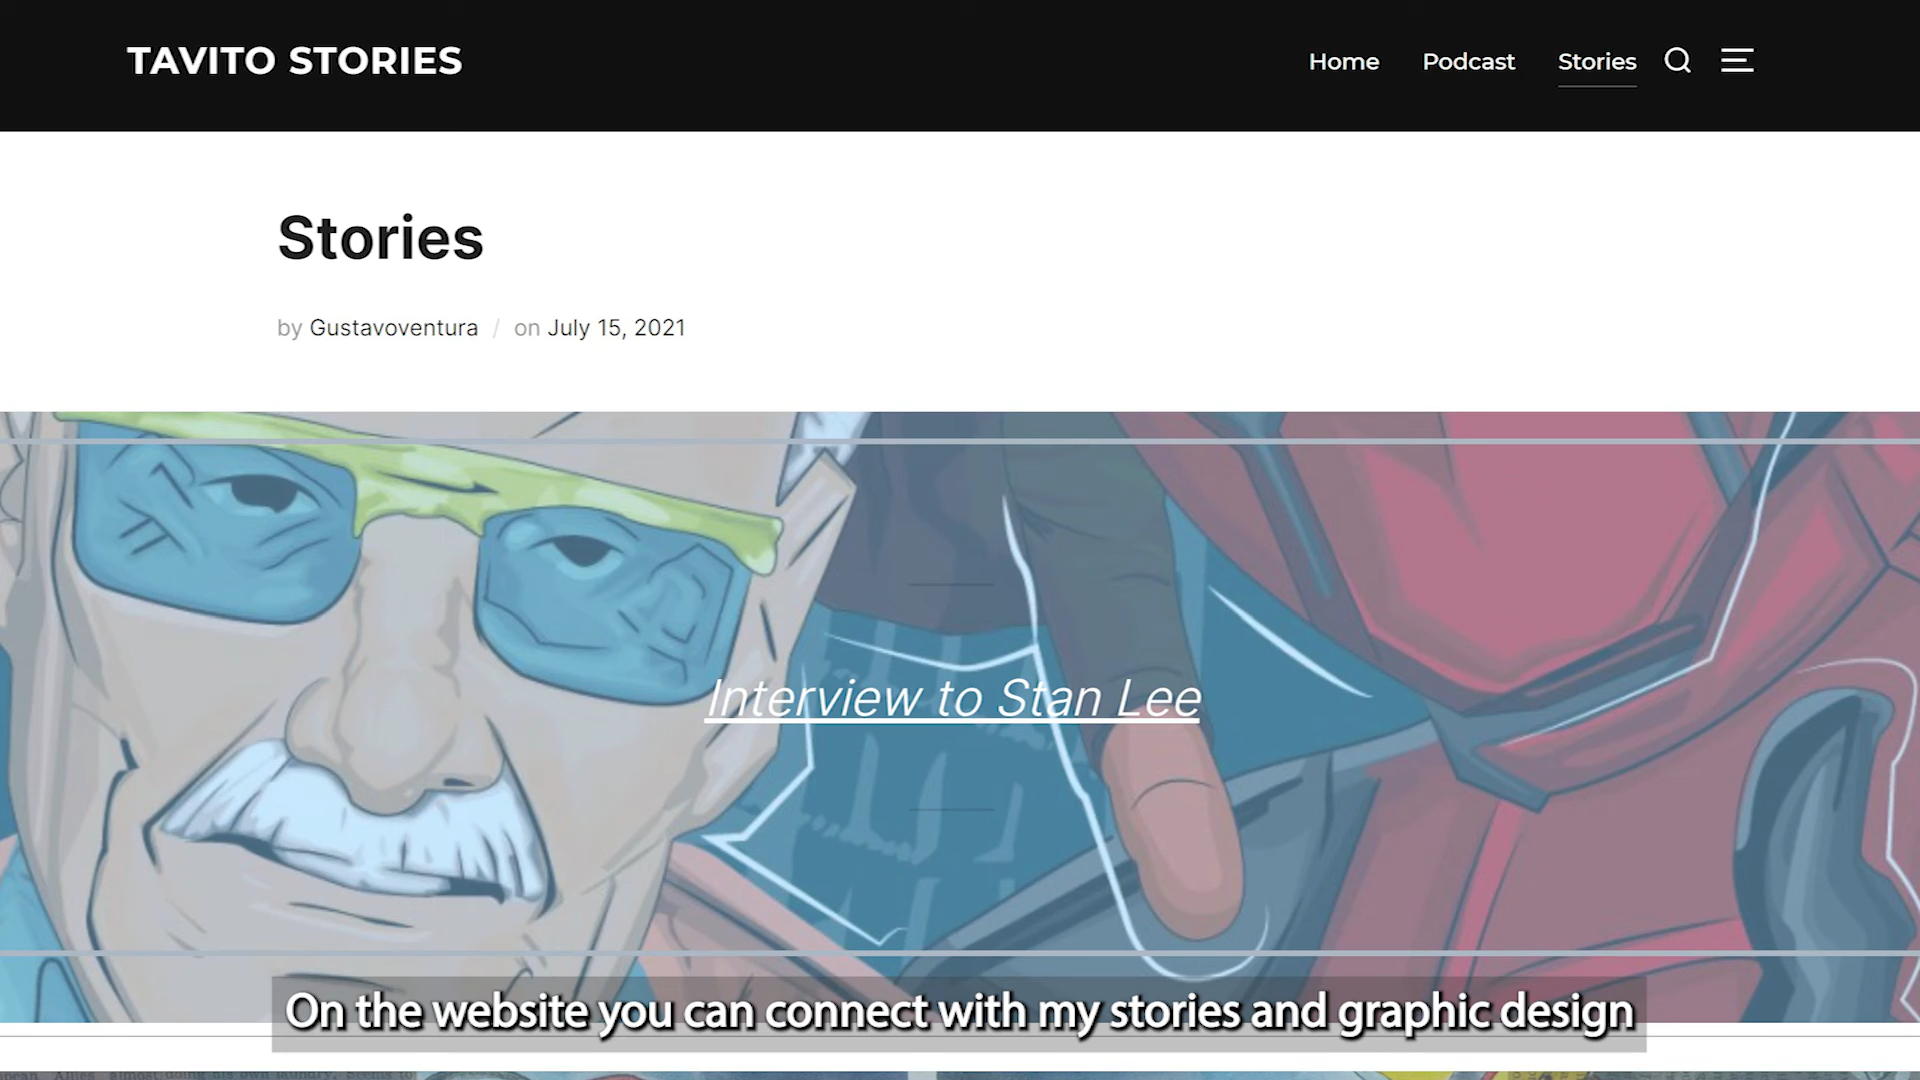 TAVITO STORIES
Home Podcast Stories
Stories
by Gustavoventura / on July 15, 2021
Interview to Stan Lee
On the website you can connect with my stories and graphic design